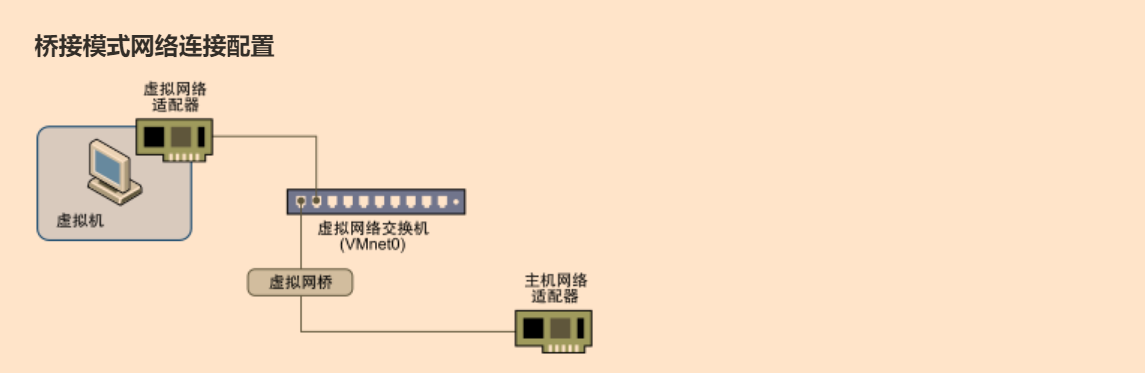 桥接模式网络连接配置
虚拟网络
适配器
虚拟机
虚拟网络交换机
(VMnet0)
虚拟网桥
主机网络
适配器